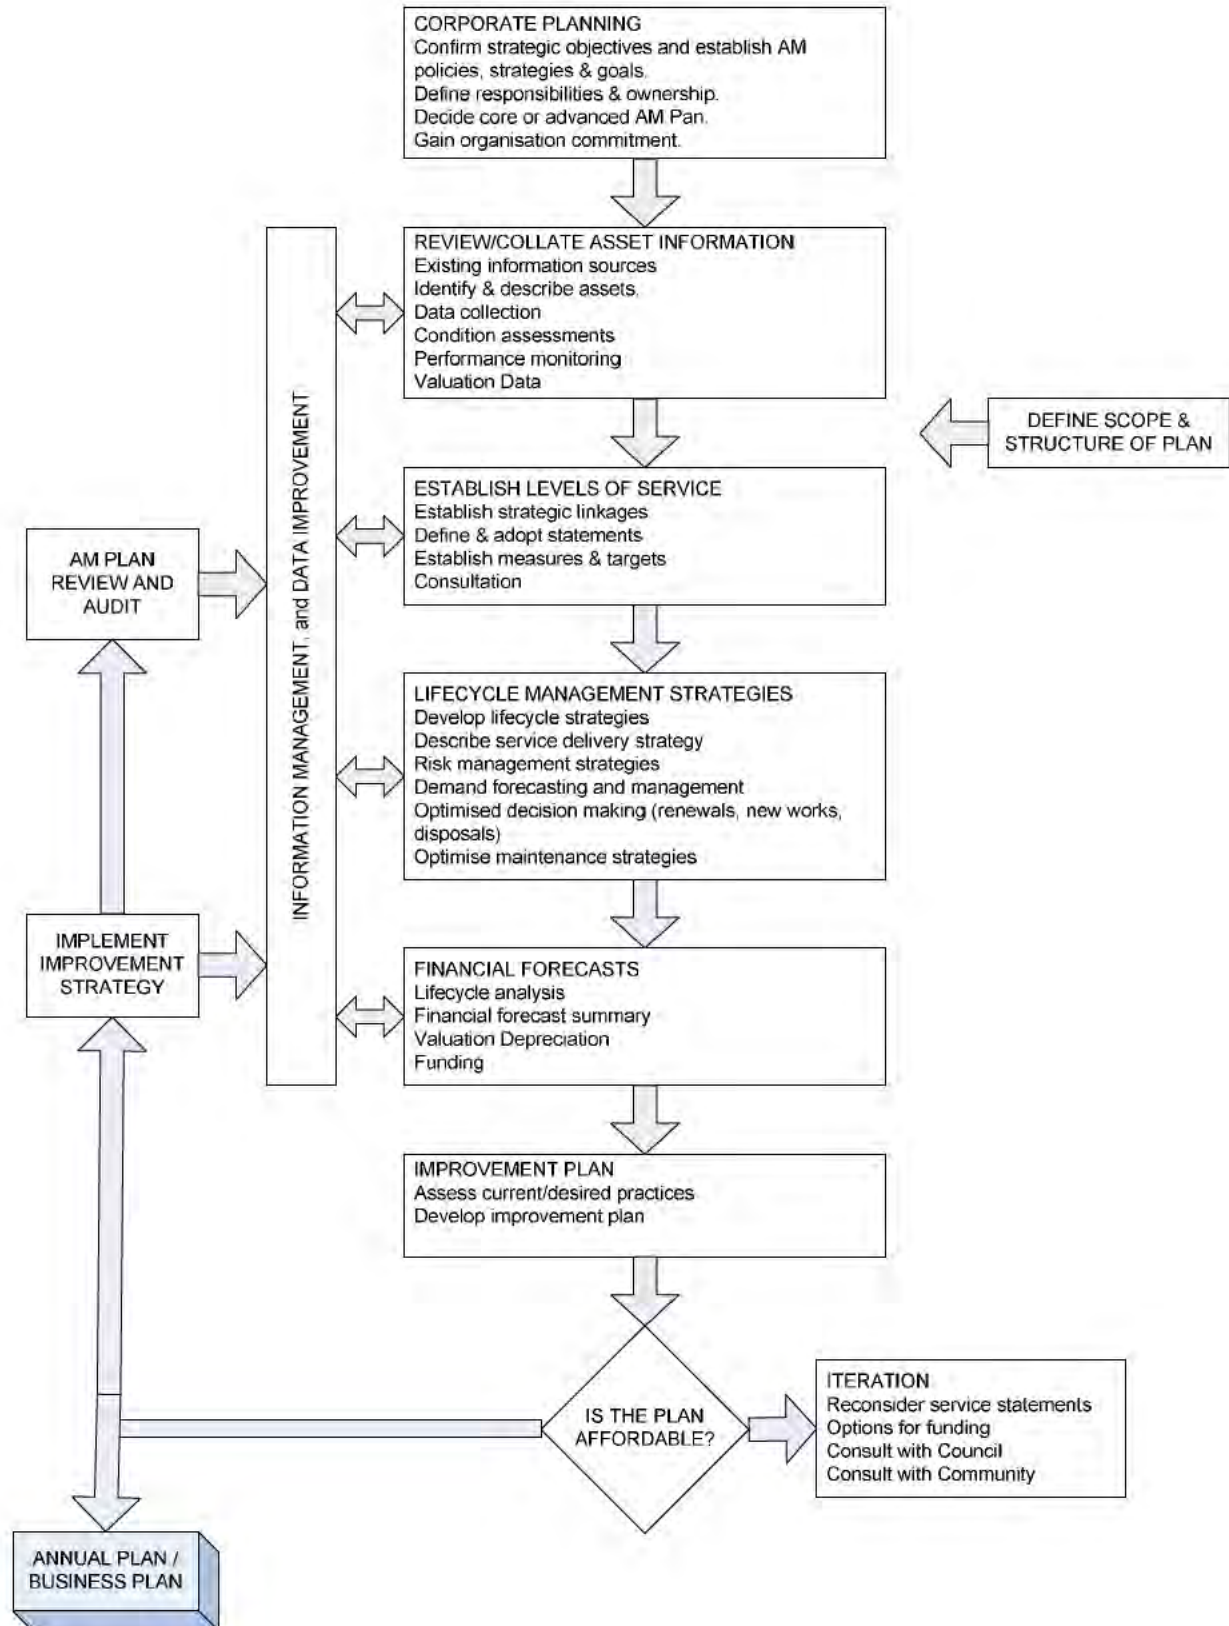 CORPORATE PLANNING
Confirm strategic objectives and establish AM
policies, strategies & goals.
Define responsibilities & ownership.
Decide core or advanced AM Pan.
Gain organisation commitment.
REVIEW/COLLATE ASSET INFORMATION
Existing information sources
Identify & describe assets.
Data collection
Condition assessments
Performance monitoring
Valuation Data
DEFINE SCOPE &
STRUCTURE OF PLAN
INFORMATION MANAGEMENT, and DATA IMPROVEMENT
ESTABLISH LEVELS OF SERVICE
Establish strategic linkages
Define & adopt statements
Establish measures & targets
Consultation
AM PLAN
REVIEW AND
AUDIT
LIFECYCLE MANAGEMENT STRATEGIES
Develop lifecycle strategies
Describe service delivery strategy
Risk management strategies
Demand forecasting and management
Optimised decision making (renewals, new works,
disposals)
Optimise maintenance strategies
IMPLEMENT
IMPROVEMENT
STRATEGY
FINANCIAL FORECASTS
Lifecycle analysis
Financial forecast summary
Valuation Depreciation
Funding
IMPROVEMENT PLAN
Assess current/desired practices
Develop improvement plan
IS THE PLAN
AFFORDABLE?
ITERATION
Reconsider service statements
Options for funding
Consult with Council
Consult with Community
ANNUAL PLAN /
BUSINESS PLAN